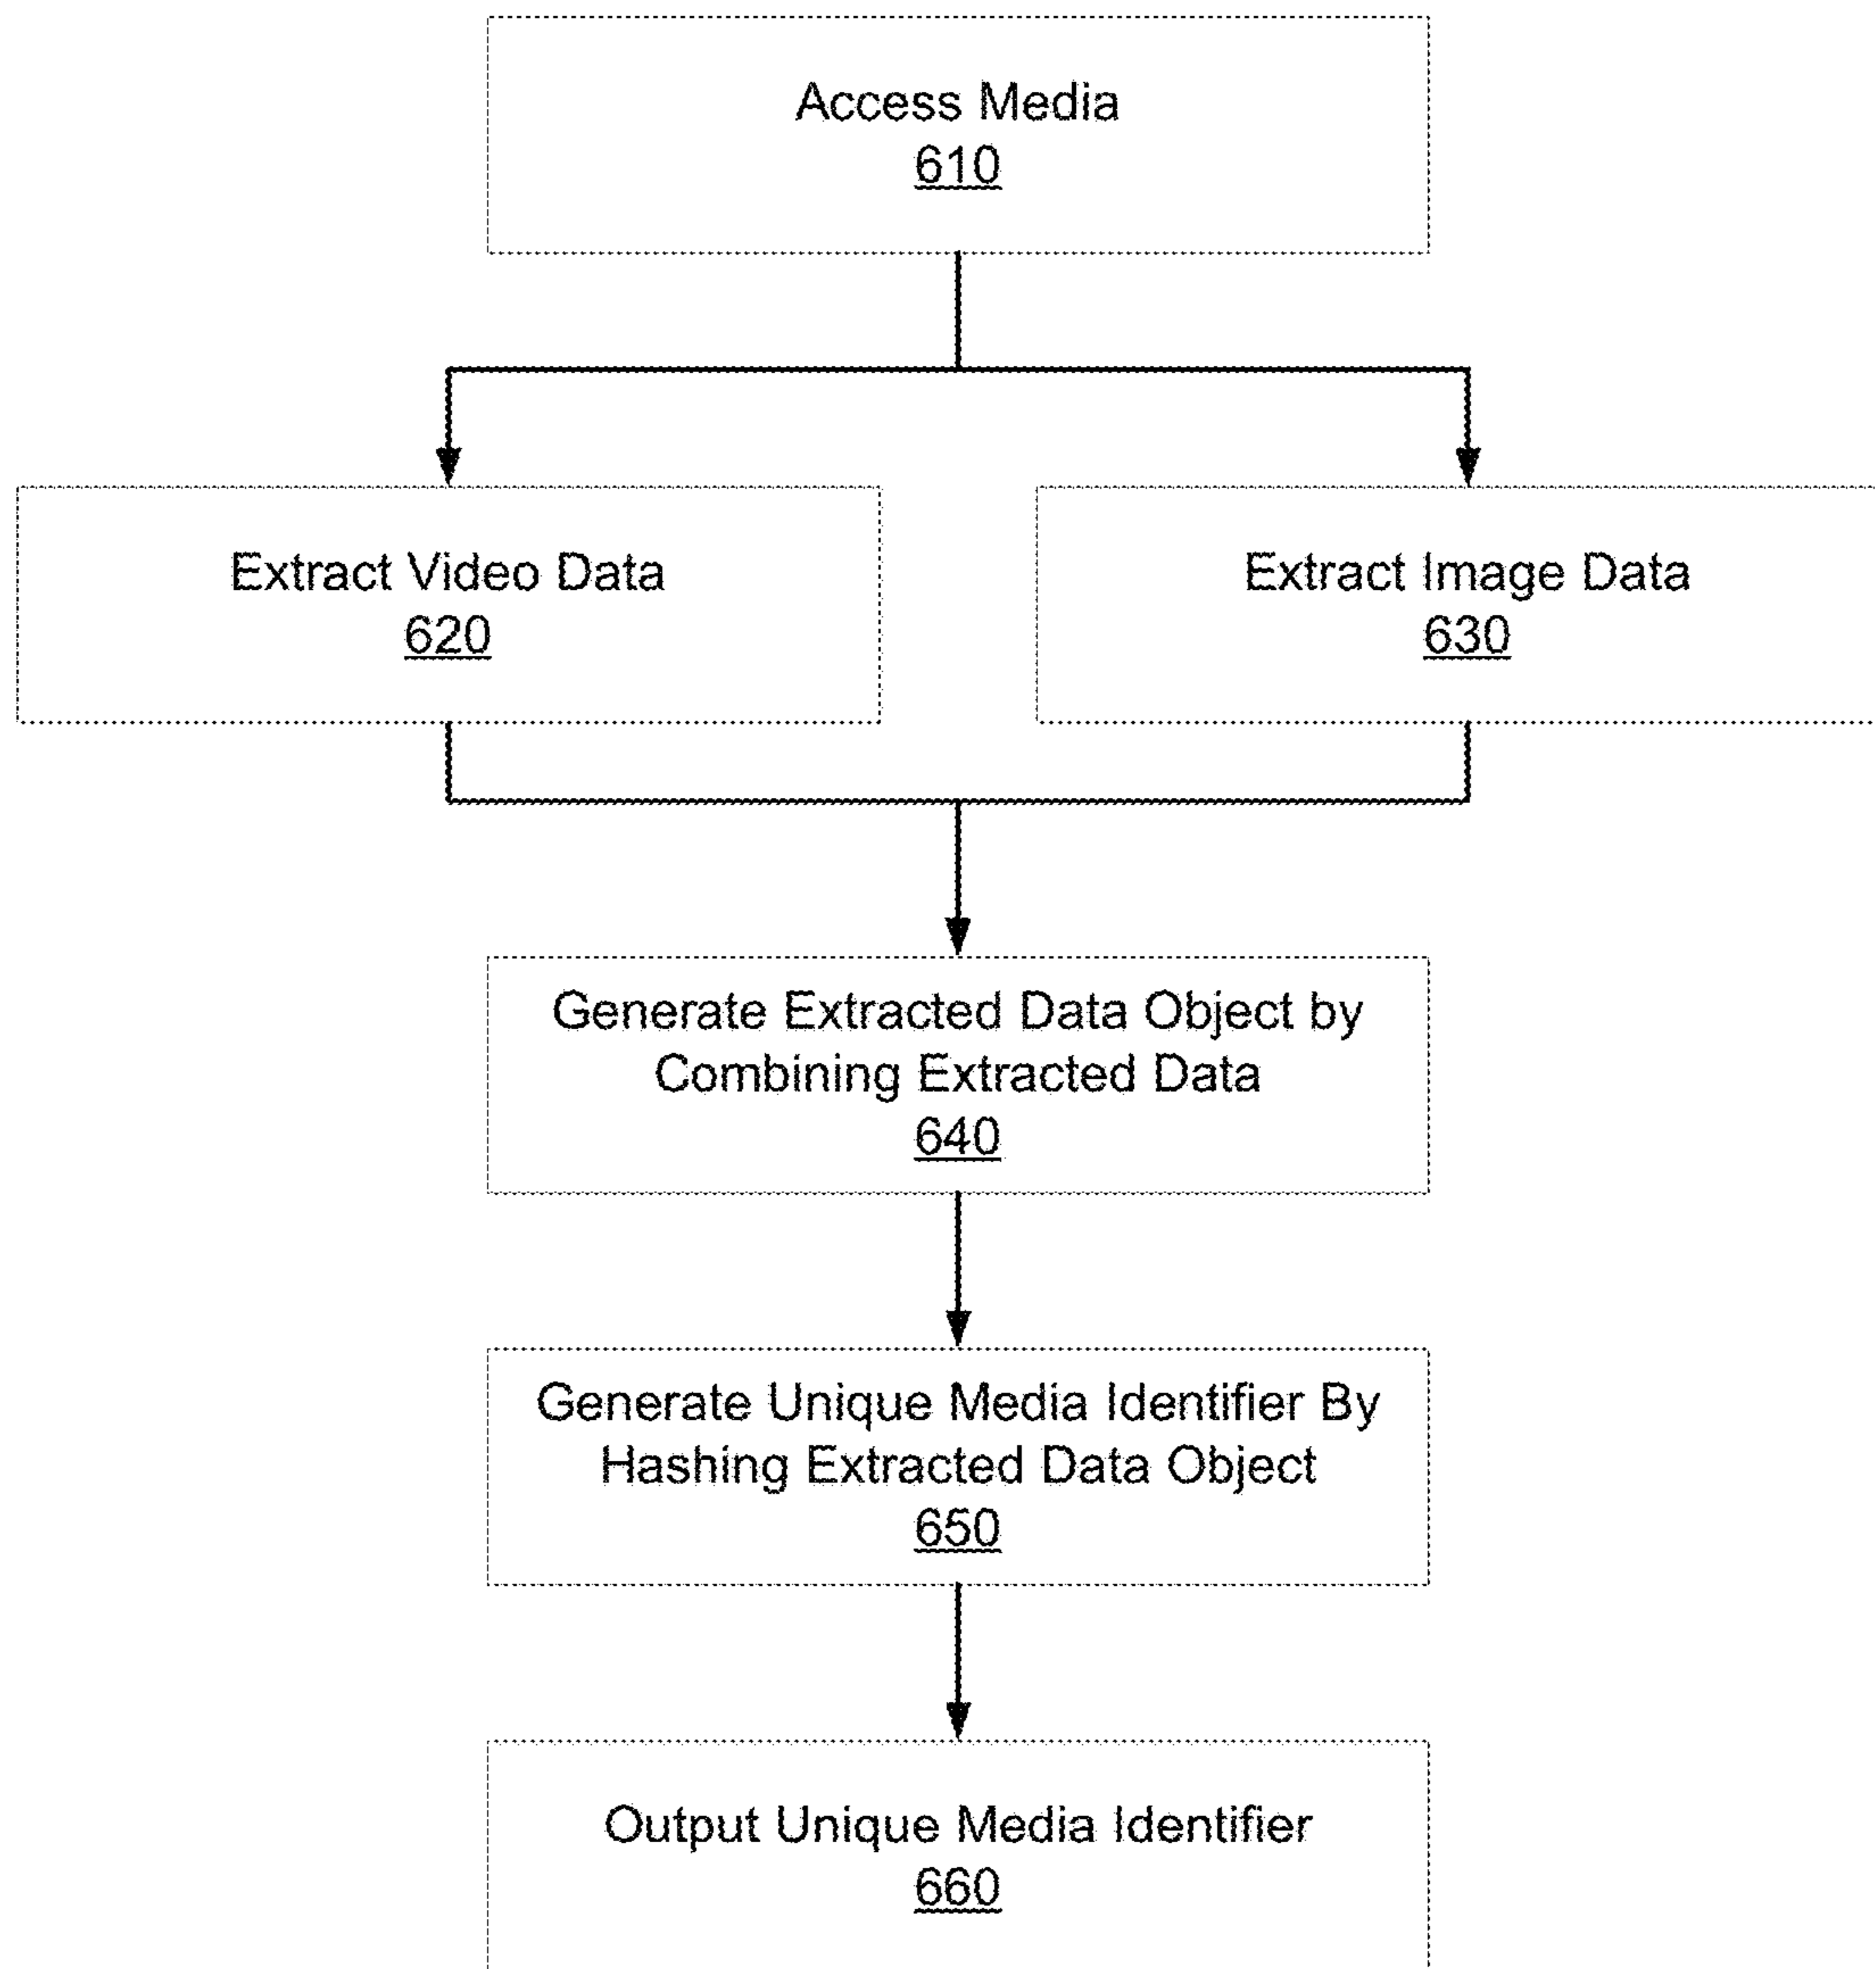 Access Media
610
Extract Video Data
620
Extract Image Data
630
Generate Extracted Data Object by
Combining Extracted Data
640
Generate Unique Media Identifier By
Hashing Extracted Data Object
650
Output Unique Media Identifier
660